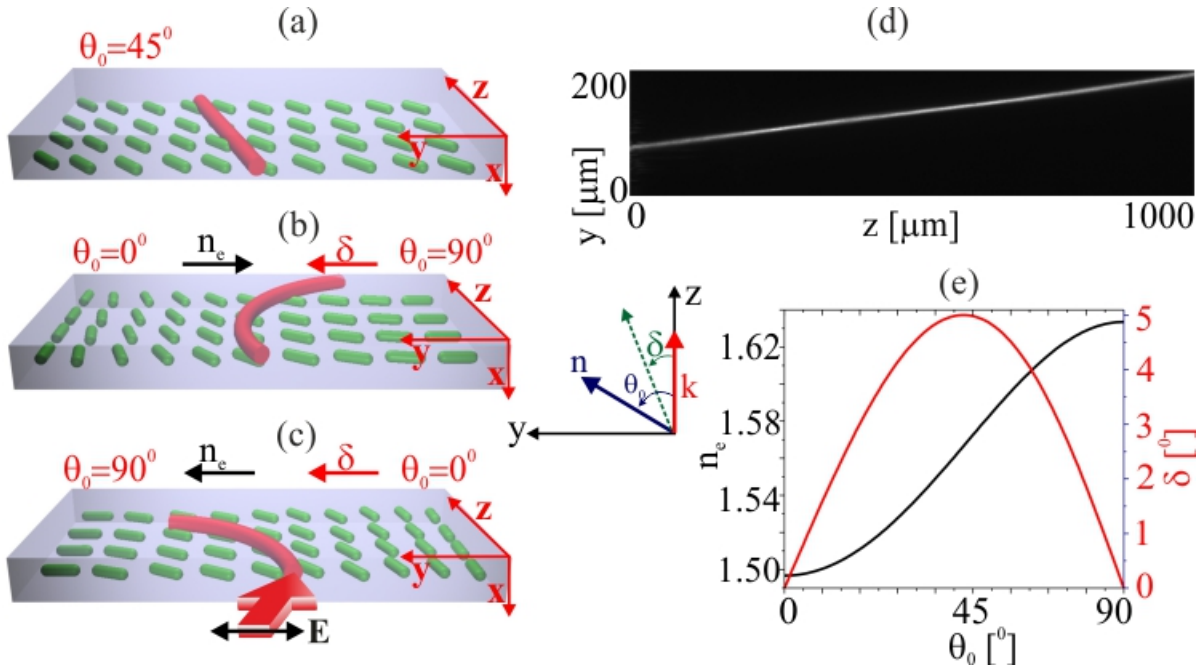 (a)
θ₀=45⁰
z
y
x
(b)
θ₀=0⁰
nₑ
δ
θ₀=90⁰
z
y
x
(c)
θ₀=90⁰
nₑ
δ
θ₀=0⁰
z
y
x
E
(d)
y [μm]
200
0
0
1000
z [μm]
z
δ
n
θ₀
k
y
(e)
nₑ
1.62
1.58
1.54
1.50
5
4
3
2
1
0
δ [⁰]
0
45
90
θ₀ [⁰]